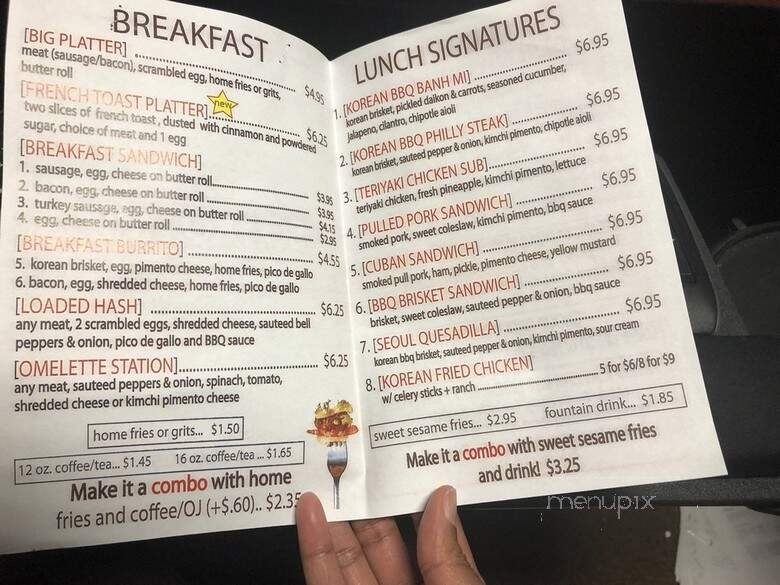 BREAKFAST
[BIG PLATTER] ........ $4.95
meat (sausage/bacon), scrambled egg, home fries or grits,
butter roll
[FRENCH TOAST PLATTER] new ........ $6.25
two slices of french toast, dusted with cinnamon and powdered
sugar, choice of meat and 1 egg
[BREAKFAST SANDWICH]
1. sausage, egg, cheese on butter roll........ $3.95
2. bacon, egg, cheese on butter roll ........ $3.95
3. turkey sausage, egg, cheese on butter roll ........ $4.15
4. egg, cheese on butter roll ........ $2.95
[BREAKFAST BURRITO] ........ $4.55
5. korean brisket, egg, pimento cheese, home fries, pico de gallo
6. bacon, egg, shredded cheese, home fries, pico de gallo
[LOADED HASH] ........ $6.25
any meat, 2 scrambled eggs, shredded cheese, sauteed bell
peppers & onion, pico de gallo and BBQ sauce
[OMELETTE STATION]........ $6.25
any meat, sauteed peppers & onion, spinach, tomato,
shredded cheese or kimchi pimento cheese
home fries or grits... $1.50
12 oz. coffee/tea... $1.45 16 oz. coffee/tea ... $1.65
Make it a combo with home
fries and coffee/OJ (+$.60).. $2.35
LUNCH SIGNATURES
1. [KOREAN BBQ BANH MI] ........ $6.95
korean brisket, pickled daikon & carrots, seasoned cucumber,
jalapeno, cilantro, chipotle aioli
2. [KOREAN BBQ PHILLY STEAK] ........ $6.95
korean brisket, sauteed pepper & onion, kimchi pimento, chipotle aioli
3. [TERIYAKI CHICKEN SUB]........ $6.95
teriyaki chicken, fresh pineapple, kimchi pimento, lettuce
4. [PULLED PORK SANDWICH] ........ $6.95
smoked pork, sweet coleslaw, kimchi pimento, bbq sauce
5. [CUBAN SANDWICH] ........ $6.95
smoked pull pork, ham, pickle, pimento cheese, yellow mustard
6. [BBQ BRISKET SANDWICH] ........ $6.95
brisket, sweet coleslaw, sauteed pepper & onion, bbq sauce
7. [SEOUL QUESADILLA] ........ $6.95
korean bbq brisket, sauteed pepper & onion, kimchi pimento, sour cream
8. [KOREAN FRIED CHICKEN]
w/ celery sticks + ranch ........ 5 for $6/8 for $9
sweet sesame fries... $2.95 fountain drink... $1.85
Make it a combo with sweet sesame fries
and drink! $3.25
menupix